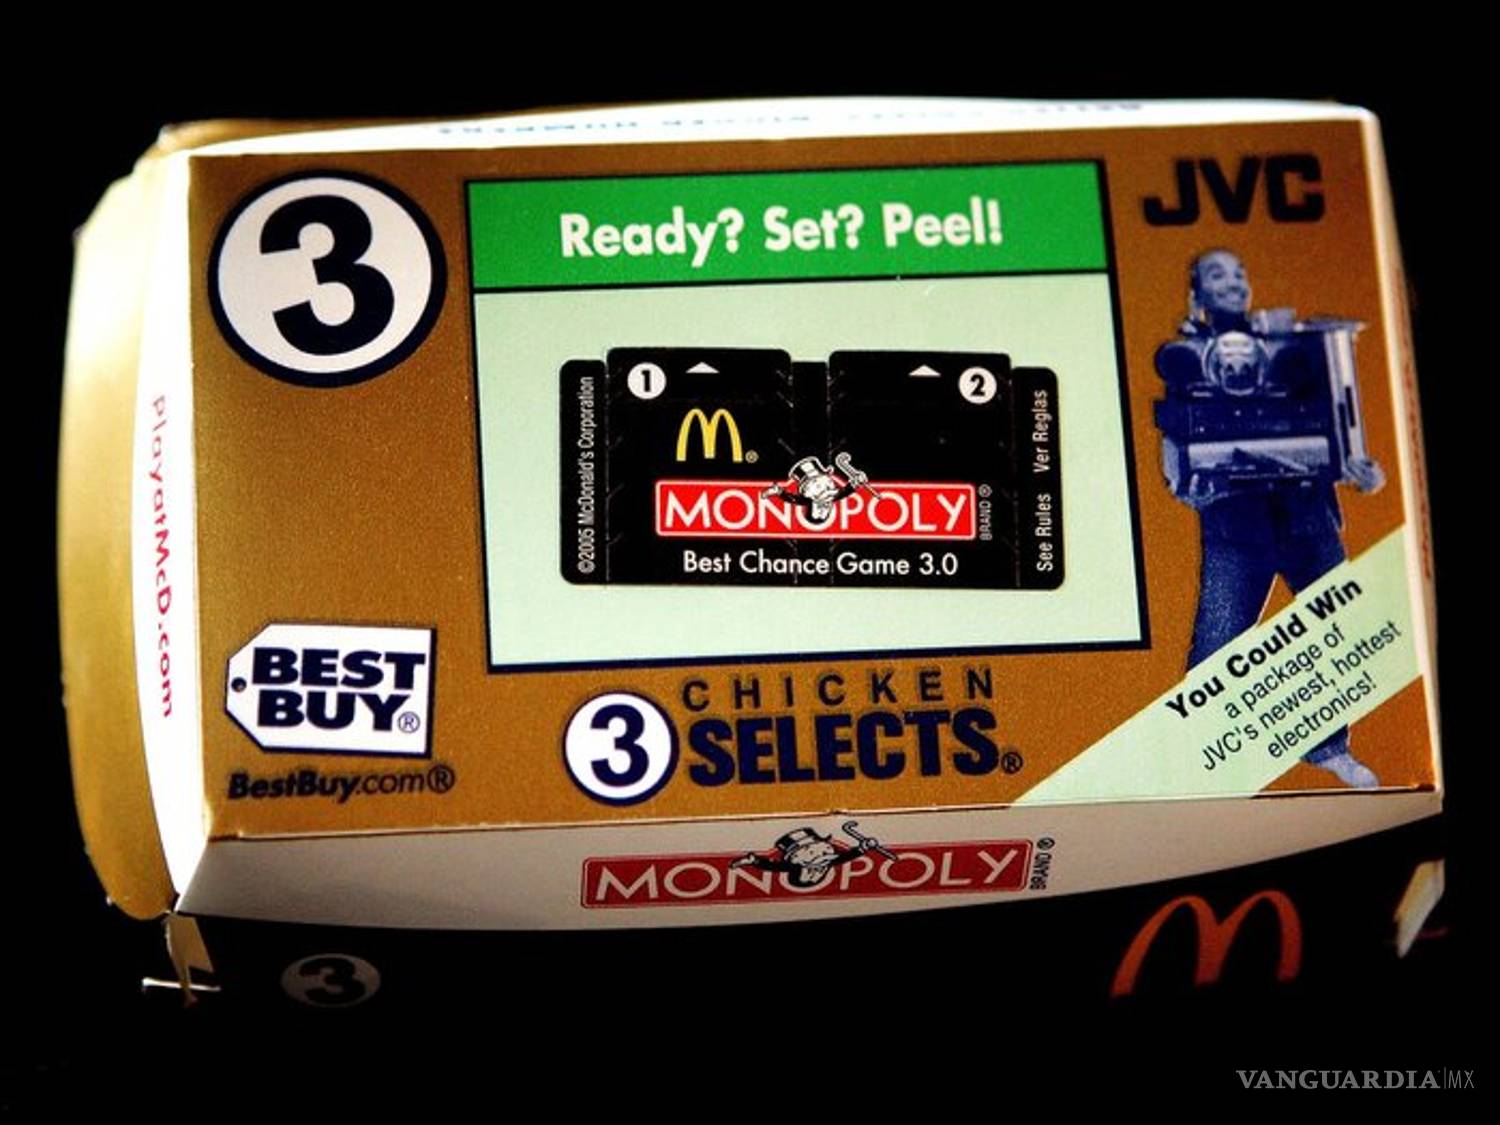 3
Ready? Set? Peel!
JVC
1
2
©2005 McDonald's Corporation
M®
MONOPOLY
BRAND ®
Best Chance Game 3.0
See Rules Ver Reglas
PlayatMcD.com
BEST
BUY®
BestBuy.com®
3 CHICKEN
SELECTS®
You Could Win
a package of
JVC's newest, hottest
electronics!
MONOPOLY
BRAND ®
3
M
VANGUARDIA|MX